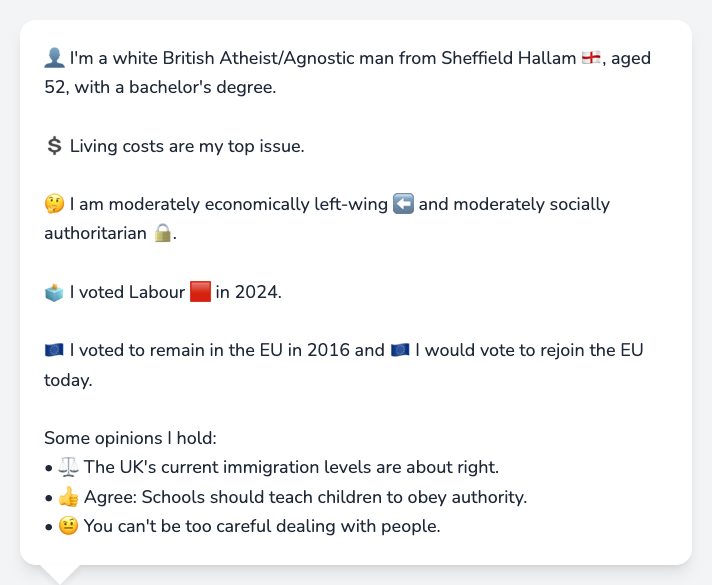 👤 I'm a white British Atheist/Agnostic man from Sheffield Hallam 🏴󠁧󠁢󠁥󠁮󠁧󠁿, aged
52, with a bachelor's degree.
💲 Living costs are my top issue.
🤔 I am moderately economically left-wing ⬅️ and moderately socially
authoritarian 🔒.
🗳️ I voted Labour 🟥 in 2024.
🇪🇺 I voted to remain in the EU in 2016 and 🇪🇺 I would vote to rejoin the EU
today.
Some opinions I hold:
• ⚖️ The UK's current immigration levels are about right.
• 👍 Agree: Schools should teach children to obey authority.
• 🤨 You can't be too careful dealing with people.